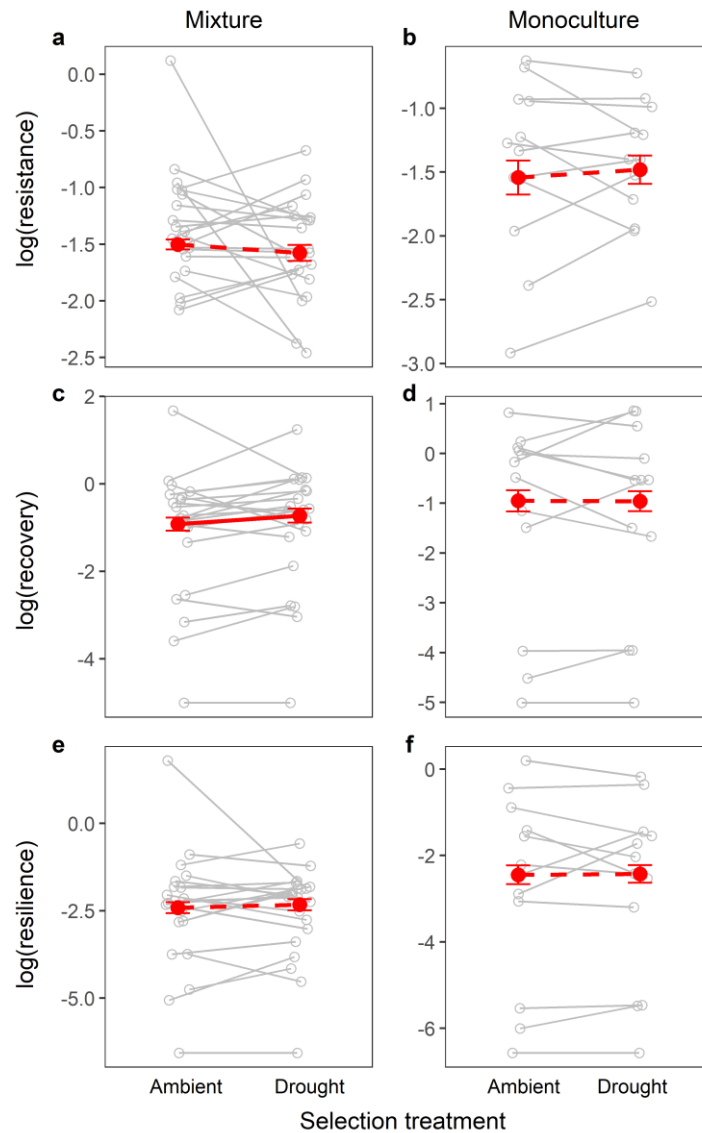 Mixture
Monoculture
a
b
log(resistance)
0.0
-0.5
-1.0
-1.5
-2.0
-2.5
-1.0
-1.5
-2.0
-2.5
-3.0
c
d
log(recovery)
2
0
-2
-4
1
0
-1
-2
-3
-4
-5
e
f
log(resilience)
0.0
-2.5
-5.0
0
-2
-4
-6
Ambient Drought
Ambient Drought
Selection treatment